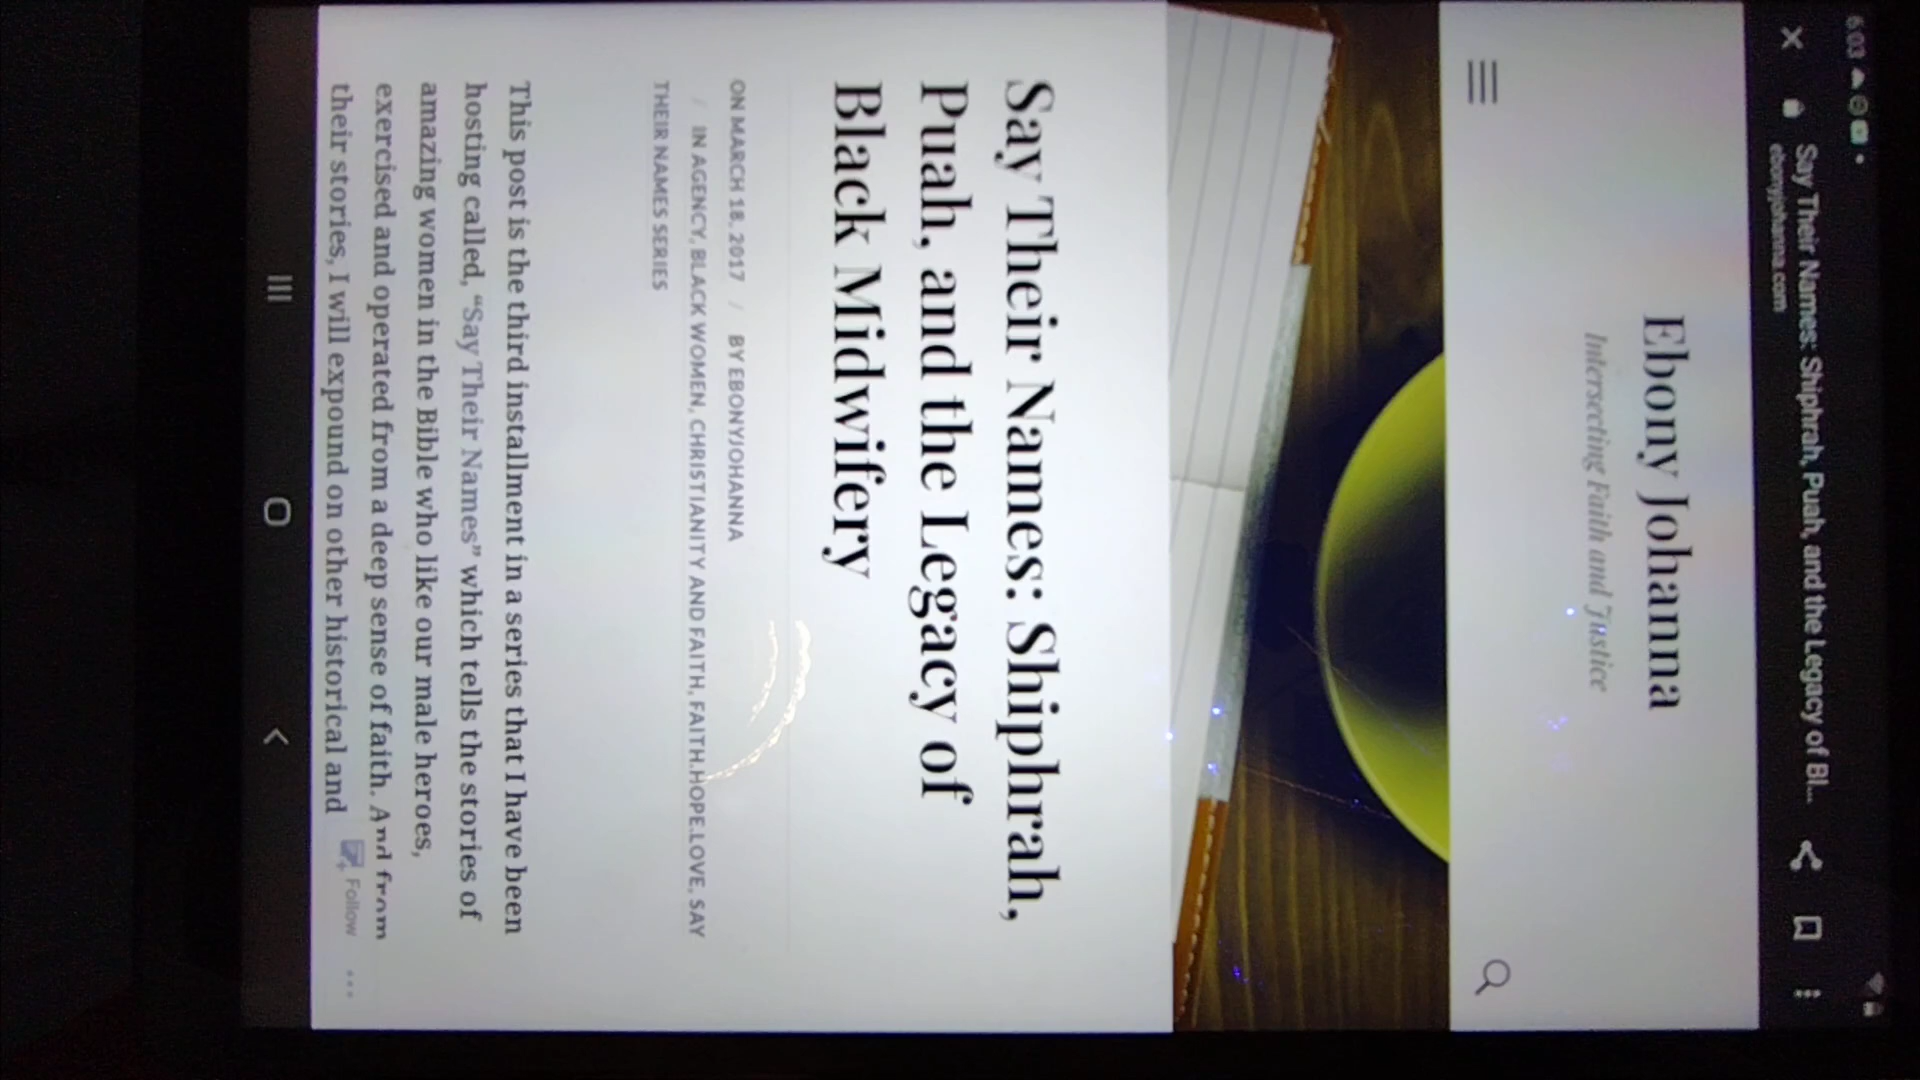 6:03
Say Their Names: Shiphrah, Puah, and the Legacy of Bl...
ebonyjohanna.com
Ebony Johanna
Intersecting Faith and Justice
Say Their Names: Shiphrah,
Puah, and the Legacy of
Black Midwifery
ON MARCH 18, 2017 / BY EBONYJOHANNA
/ IN AGENCY, BLACK WOMEN, CHRISTIANITY AND FAITH, FAITH.HOPE.LOVE, SAY
THEIR NAMES SERIES
This post is the third installment in a series that I have been
hosting called, “Say Their Names” which tells the stories of
amazing women in the Bible who like our male heroes,
exercised and operated from a deep sense of faith. And from
their stories, I will expound on other historical and
Follow